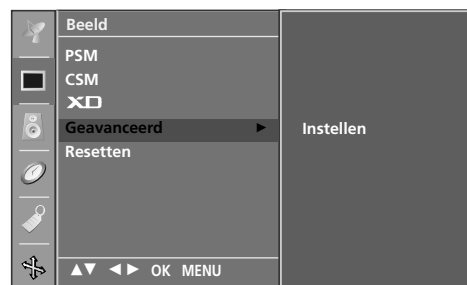 Beeld
PSM
CSM
XD
Geavanceerd ►
Instellen
Resetten
▲▼ ◄► OK MENU